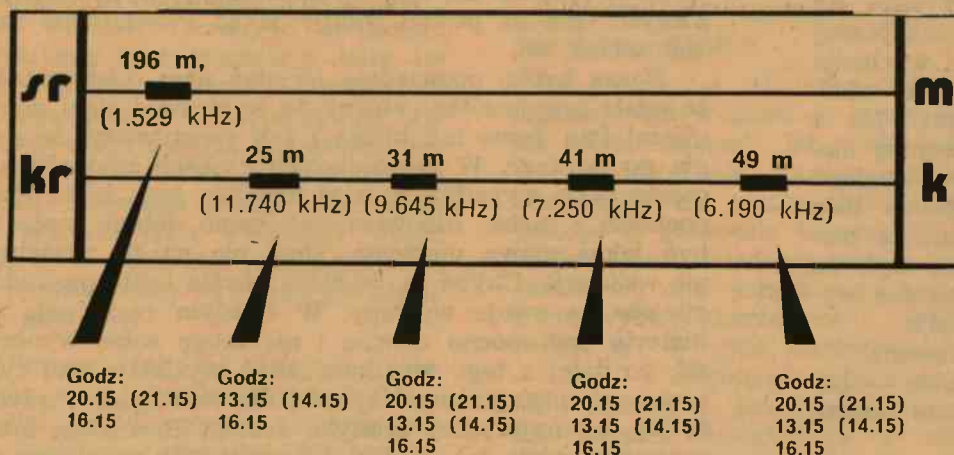 196 m,
sr m
(1.529 kHz)
25 m 31 m 41 m 49 m
kr k
(11.740 kHz) (9.645 kHz) (7.250 kHz) (6.190 kHz)
Godz: Godz: Godz: Godz: Godz:
20.15 (21.15) 13.15 (14.15) 20.15 (21.15) 20.15 (21.15) 20.15 (21.15)
16.15 16.15 13.15 (14.15) 13.15 (14.15) 13.15 (14.15)
16.15 16.15 16.15